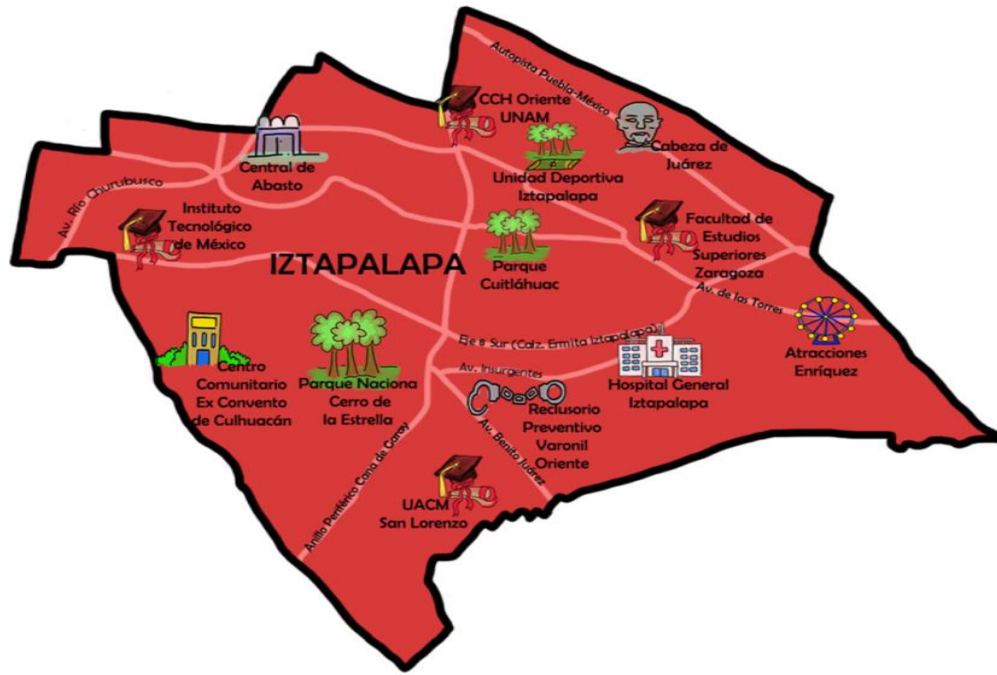 Autopista Puebla-México
CCH Oriente
UNAM
Cabeza de
Juárez
Central de
Abasto
Unidad Deportiva
Iztapalapa
Av. Río Churubusco
Instituto
Tecnológico
de México
Facultad de
Estudios
Superiores
Zaragoza
IZTAPALAPA
Parque
Cuitláhuac
Av. de las Torres
Eje 8 Sur (Calz. Ermita Iztapalapa)
Atracciones
Enríquez
Centro
Comunitario
Ex Convento
de Culhuacán
Parque Naciona
Cerro de
la Estrella
Av. Insurgentes
Hospital General
Iztapalapa
Reclusorio
Preventivo
Varonil
Oriente
Av. Benito Juárez
Anillo Periférico Cana de Garay
UACM
San Lorenzo